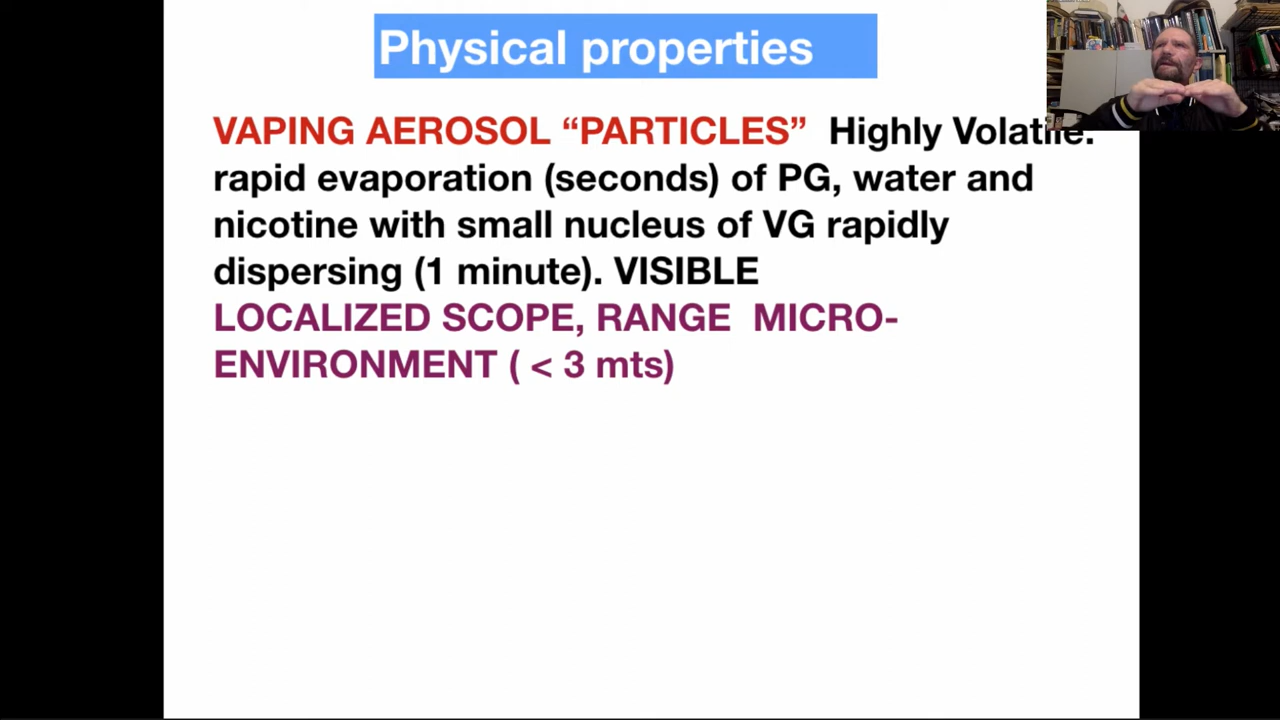 Physical properties
VAPING AEROSOL “PARTICLES” Highly Volatile:
rapid evaporation (seconds) of PG, water and
nicotine with small nucleus of VG rapidly
dispersing (1 minute). VISIBLE
LOCALIZED SCOPE, RANGE MICRO-
ENVIRONMENT ( < 3 mts)